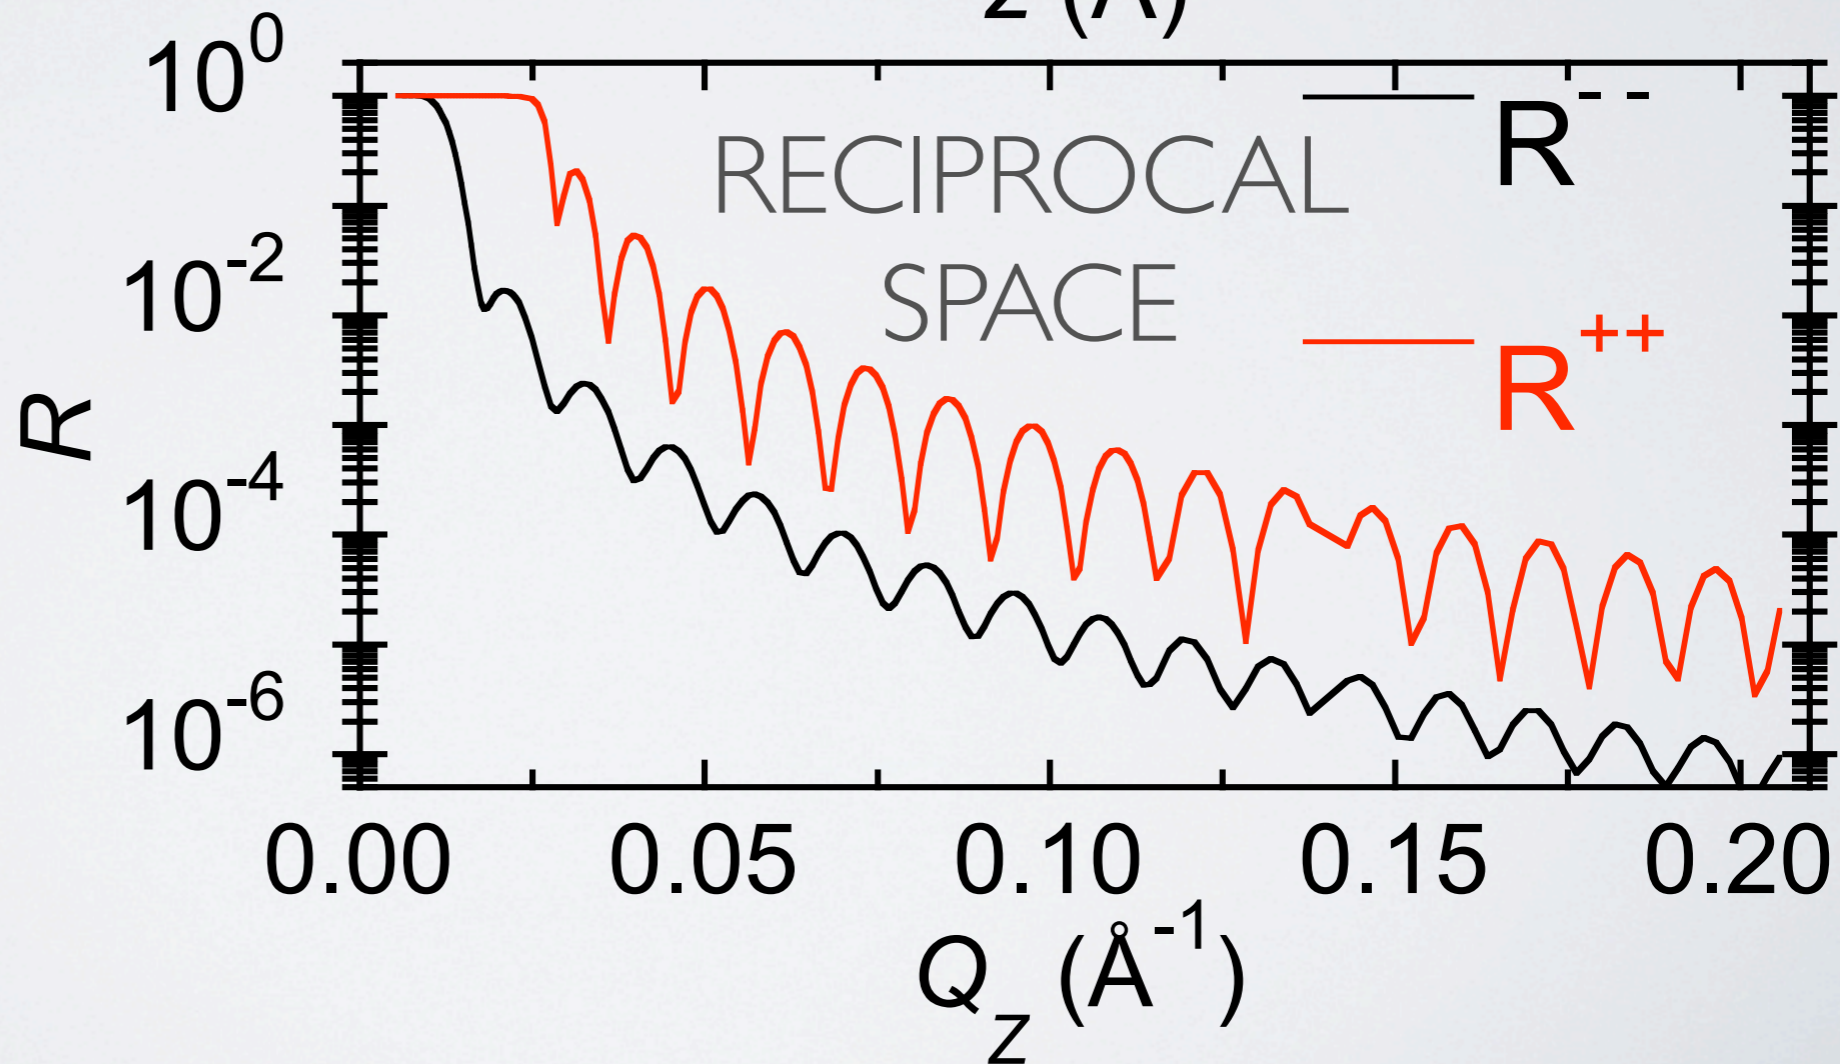 z (Å)
10^0
R^--
RECIPROCAL
SPACE
10^-2
R^++
R
10^-4
10^-6
0.00 0.05 0.10 0.15 0.20
Q_z (Å^-1)